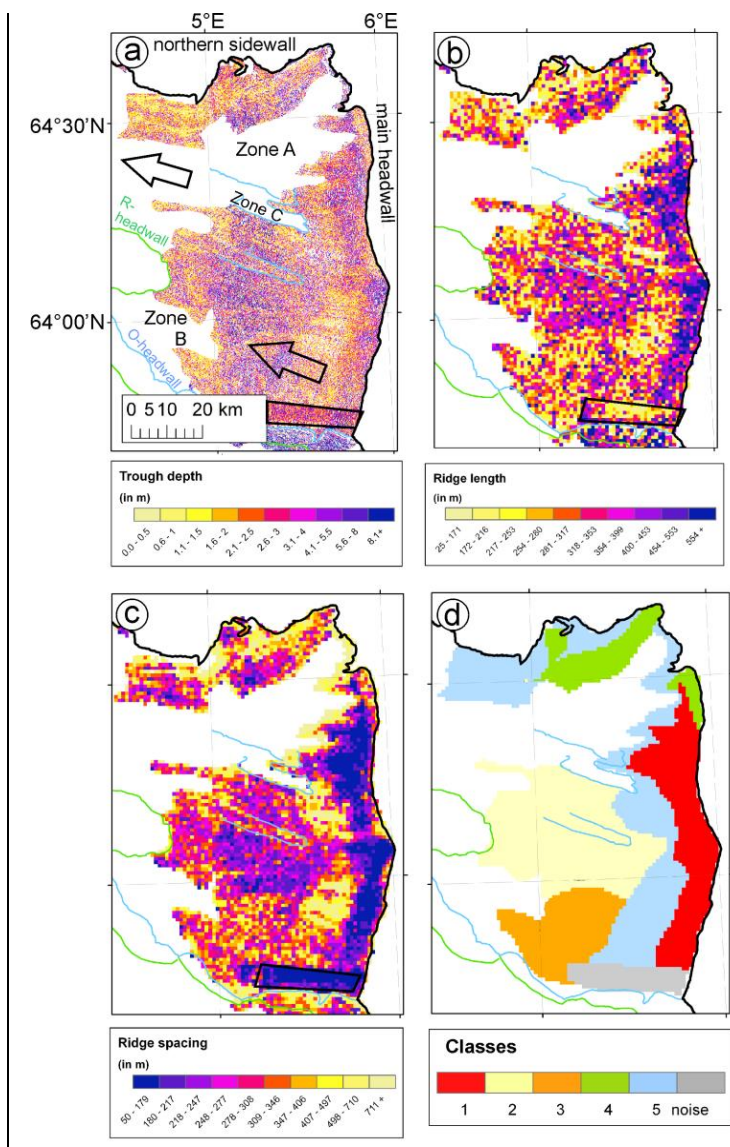 5°E 6°E
a northern sidewall
b
64°30'N
Zone A
main headwall
Zone C
R-
headwall
64°00'N
Zone
B
O-headwall
0 5 10 20 km
Trough depth
(in m)
0.0 - 0.5 0.6 - 1 1.1 - 1.5 1.6 - 2 2.1 - 2.5 2.6 - 3 3.1 - 4 4.1 - 5.5 5.6 - 8 8.1+
Ridge length
(in m)
25 - 171 172 - 216 217 - 253 254 - 280 281 - 317 318 - 353 354 - 399 400 - 453 454 - 553 554 +
c
d
Ridge spacing
(in m)
50 - 179 180 - 217 218 - 247 248 - 277 278 - 308 309 - 346 347 - 406 407 - 497 498 - 710 711 +
Classes
1 2 3 4 5 noise